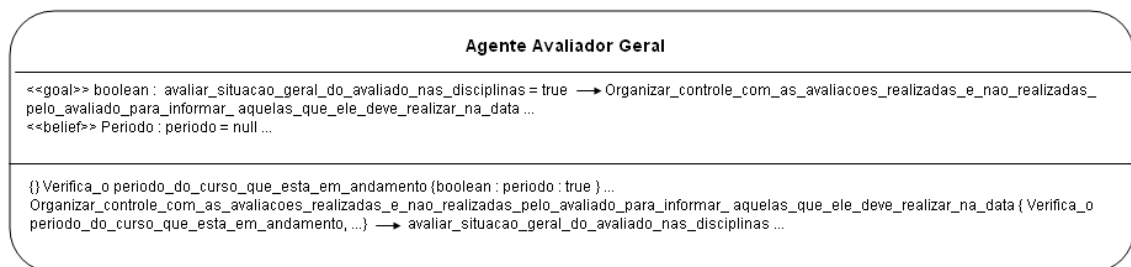 Agente Avaliador Geral
<<goal>> boolean : avaliar_situacao_geral_do_avaliado_nas_disciplinas = true ⟶ Organizar_controle_com_as_avaliacoes_realizadas_e_nao_realizadas_
pelo_avaliado_para_informar_ aquelas_que_ele_deve_realizar_na_data ...
<<belief>> Periodo : periodo = null ...
{} Verifica_o periodo_do_curso_que_esta_em_andamento {boolean : periodo : true } ...
Organizar_controle_com_as_avaliacoes_realizadas_e_nao_realizadas_pelo_avaliado_para_informar_ aquelas_que_ele_deve_realizar_na_data { Verifica_o
periodo_do_curso_que_esta_em_andamento, ...} ⟶ avaliar_situacao_geral_do_avaliado_nas_disciplinas ...